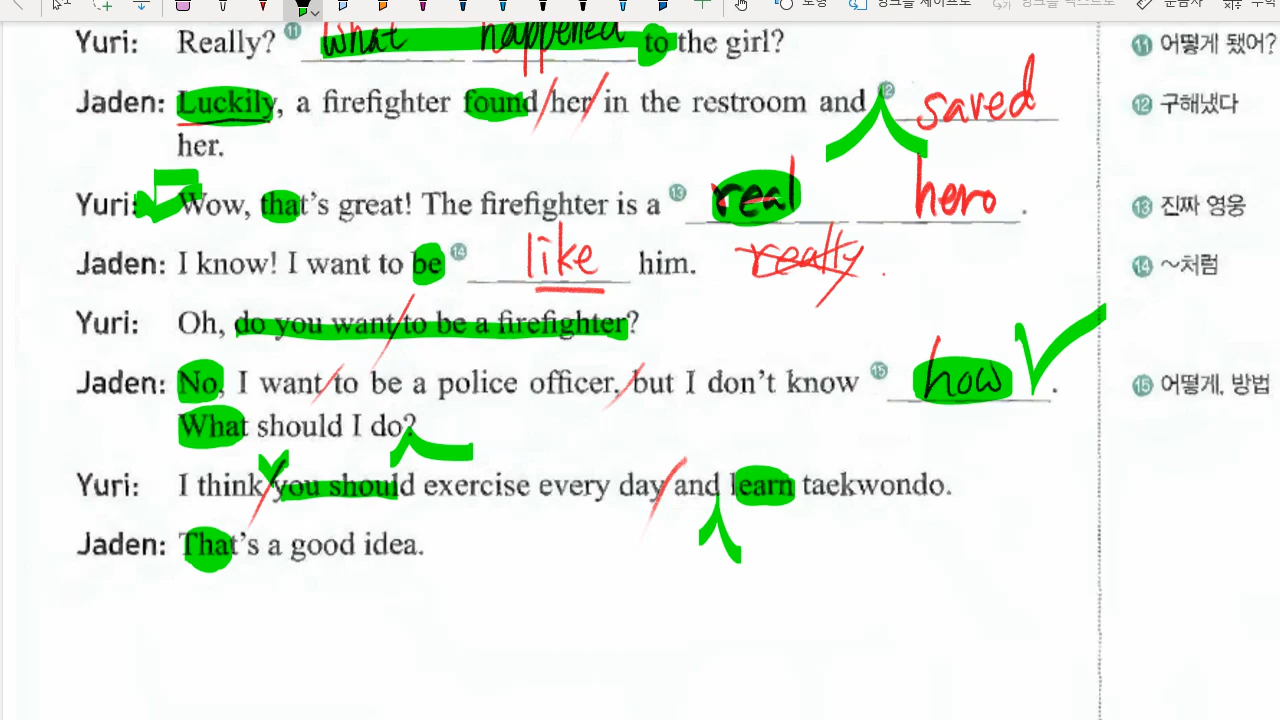 Yuri: Really? ⑪ what happened to the girl? ⑪ 어떻게 됐어?
Jaden: Luckily, a firefighter found her in the restroom and ⑫ saved ⑫ 구해냈다
her.
Yuri: Wow, that's great! The firefighter is a ⑬ real hero. ⑬ 진짜 영웅
Jaden: I know! I want to be ⑭ like him. really. ⑭ ~처럼
Yuri: Oh, do you want to be a firefighter?
Jaden: No, I want to be a police officer, but I don't know ⑮ how. ⑮ 어떻게, 방법
What should I do?
Yuri: I think you should exercise every day and learn taekwondo.
Jaden: That's a good idea.